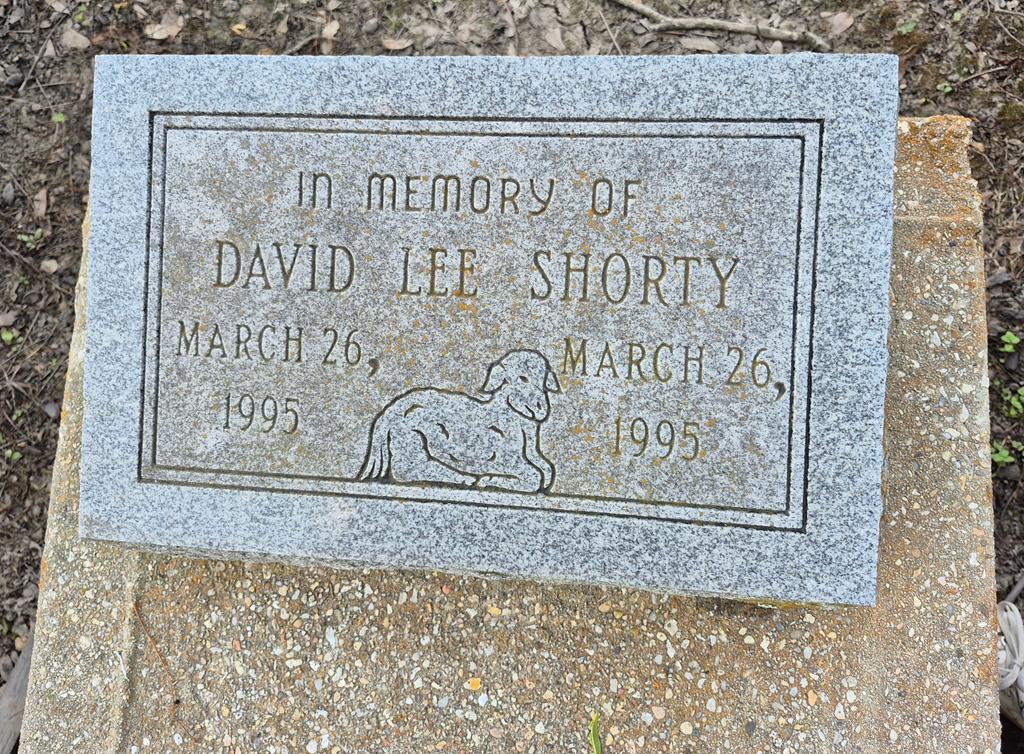 IN MEMORY OF
DAVID LEE SHORTY
MARCH 26, MARCH 26,
1995 1995